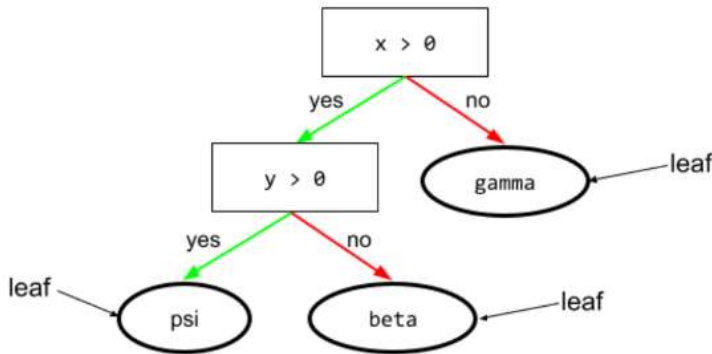 x > 0
yes
no
y > 0
gamma
leaf
yes
no
leaf
psi
beta
leaf